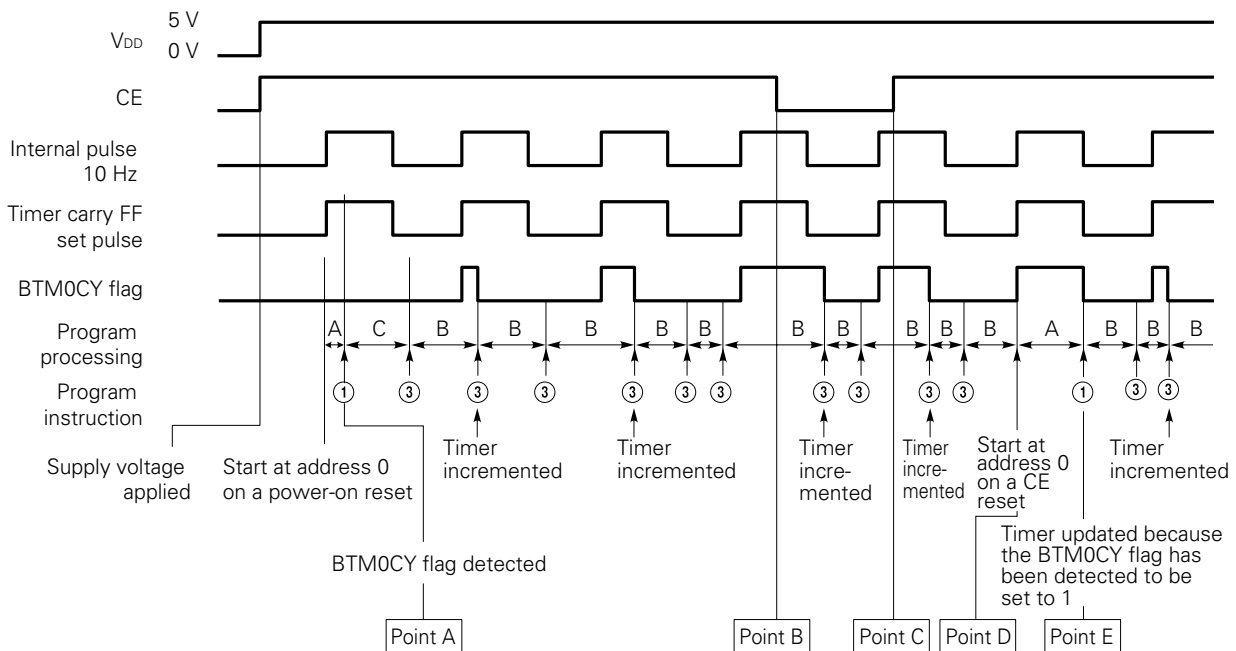 5 V
VDD
0 V
CE
Internal pulse
10 Hz
Timer carry FF
set pulse
BTM0CY flag
Program
processing
A C B B B B B B B B B B A B B B
Program
instruction
1 3 3 3 3 3 3 3 3 3 3 1 3 3
Supply voltage
applied
Start at address 0
on a power-on reset
Timer
incremented
Timer
incremented
Timer
incre-
mented
Timer
incre-
mented
Start at
address 0
on a CE
reset
Timer
incremented
BTM0CY flag detected
Timer updated because
the BTM0CY flag has
been detected to be
set to 1
Point A
Point B
Point C
Point D
Point E